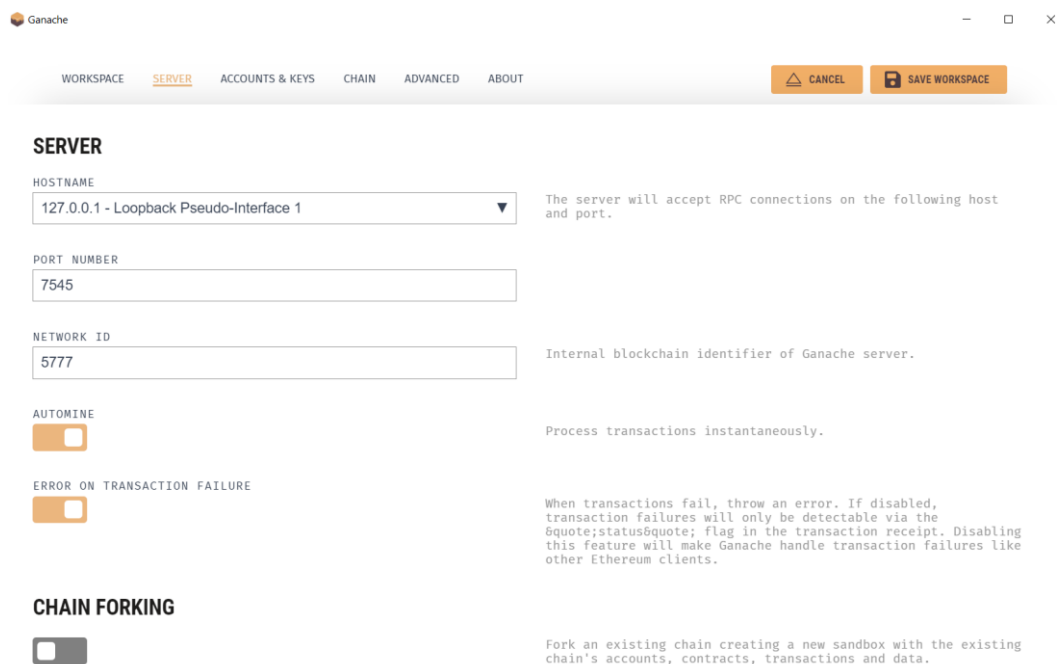 Ganache
WORKSPACE SERVER ACCOUNTS & KEYS CHAIN ADVANCED ABOUT CANCEL SAVE WORKSPACE
SERVER
HOSTNAME
127.0.0.1 - Loopback Pseudo-Interface 1
The server will accept RPC connections on the following host
and port.
PORT NUMBER
7545
NETWORK ID
5777
Internal blockchain identifier of Ganache server.
AUTOMINE
Process transactions instantaneously.
ERROR ON TRANSACTION FAILURE
When transactions fail, throw an error. If disabled,
transaction failures will only be detectable via the
&quote;status&quote; flag in the transaction receipt. Disabling
this feature will make Ganache handle transaction failures like
other Ethereum clients.
CHAIN FORKING
Fork an existing chain creating a new sandbox with the existing
chain's accounts, contracts, transactions and data.